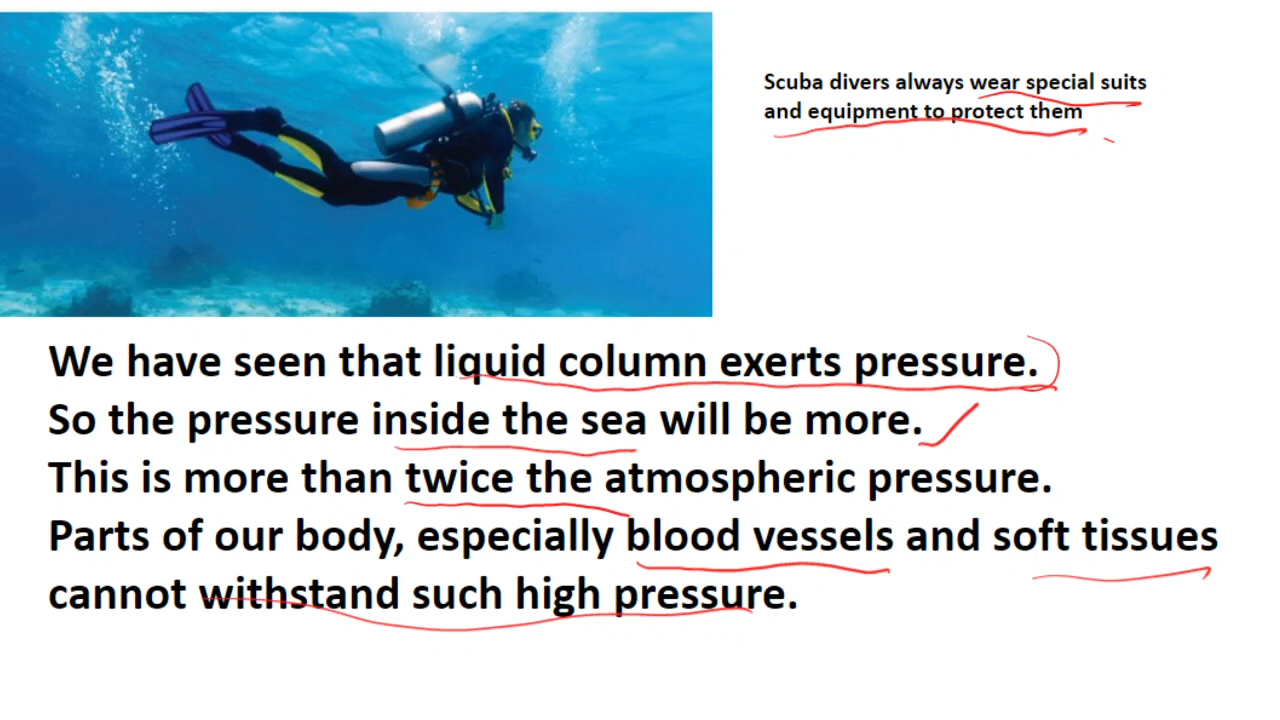 Scuba divers always wear special suits
and equipment to protect them
We have seen that liquid column exerts pressure.
So the pressure inside the sea will be more.
This is more than twice the atmospheric pressure.
Parts of our body, especially blood vessels and soft tissues
cannot withstand such high pressure.